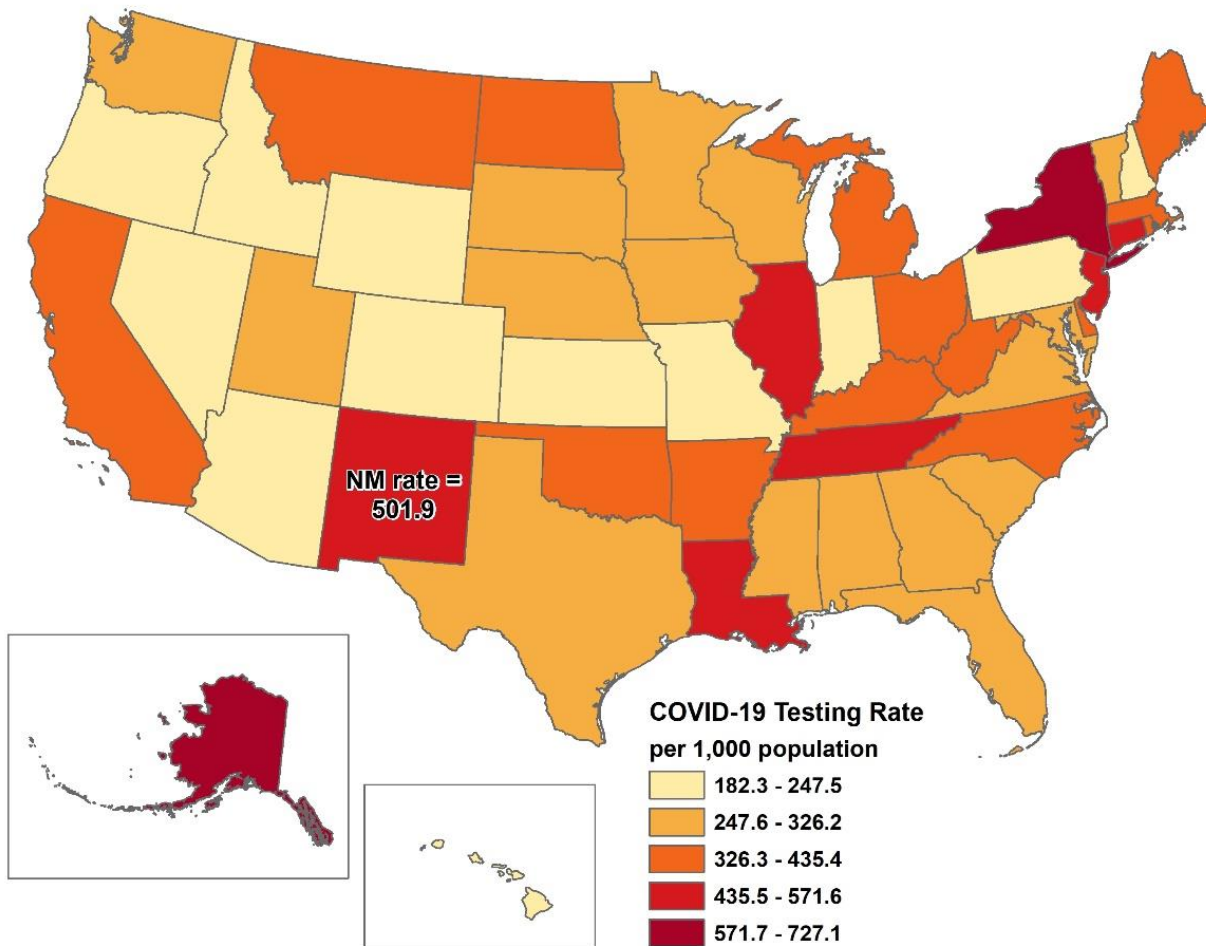 NM rate =
501.9
COVID-19 Testing Rate
per 1,000 population
182.3 - 247.5
247.6 - 326.2
326.3 - 435.4
435.5 - 571.6
571.7 - 727.1